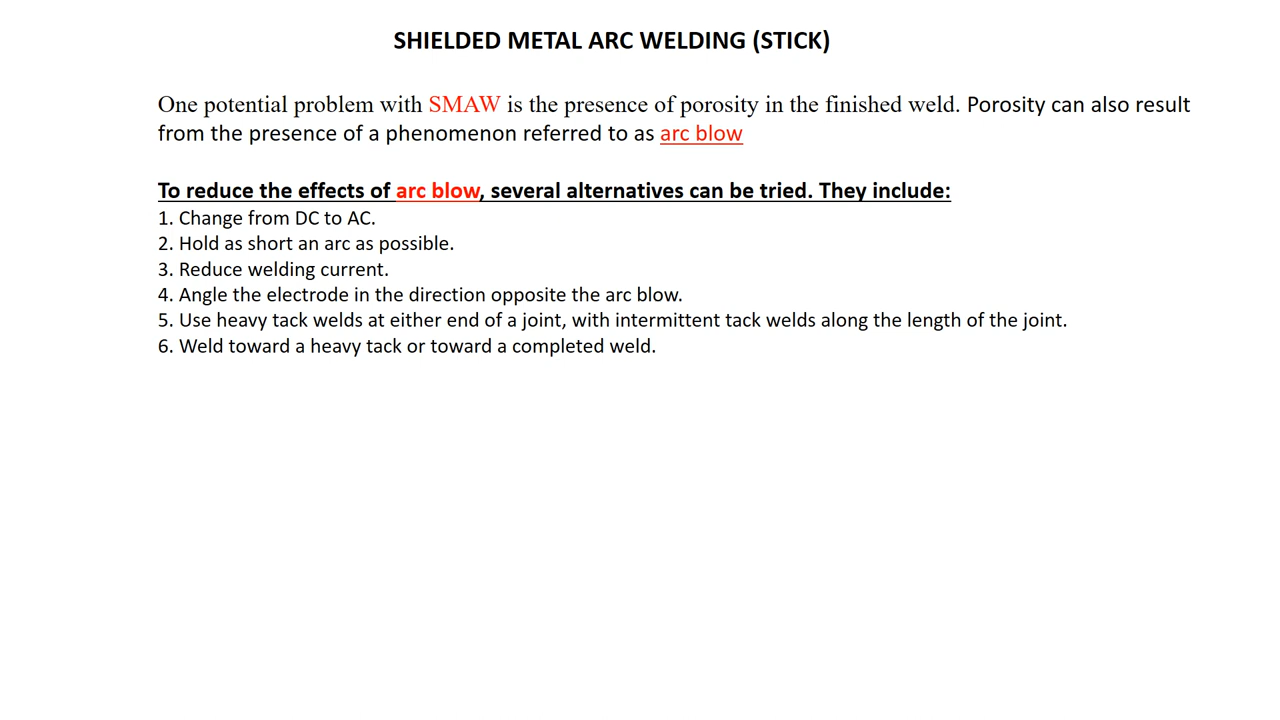 SHIELDED METAL ARC WELDING (STICK)
One potential problem with SMAW is the presence of porosity in the finished weld. Porosity can also result
from the presence of a phenomenon referred to as arc blow
To reduce the effects of arc blow, several alternatives can be tried. They include:
1. Change from DC to AC.
2. Hold as short an arc as possible.
3. Reduce welding current.
4. Angle the electrode in the direction opposite the arc blow.
5. Use heavy tack welds at either end of a joint, with intermittent tack welds along the length of the joint.
6. Weld toward a heavy tack or toward a completed weld.